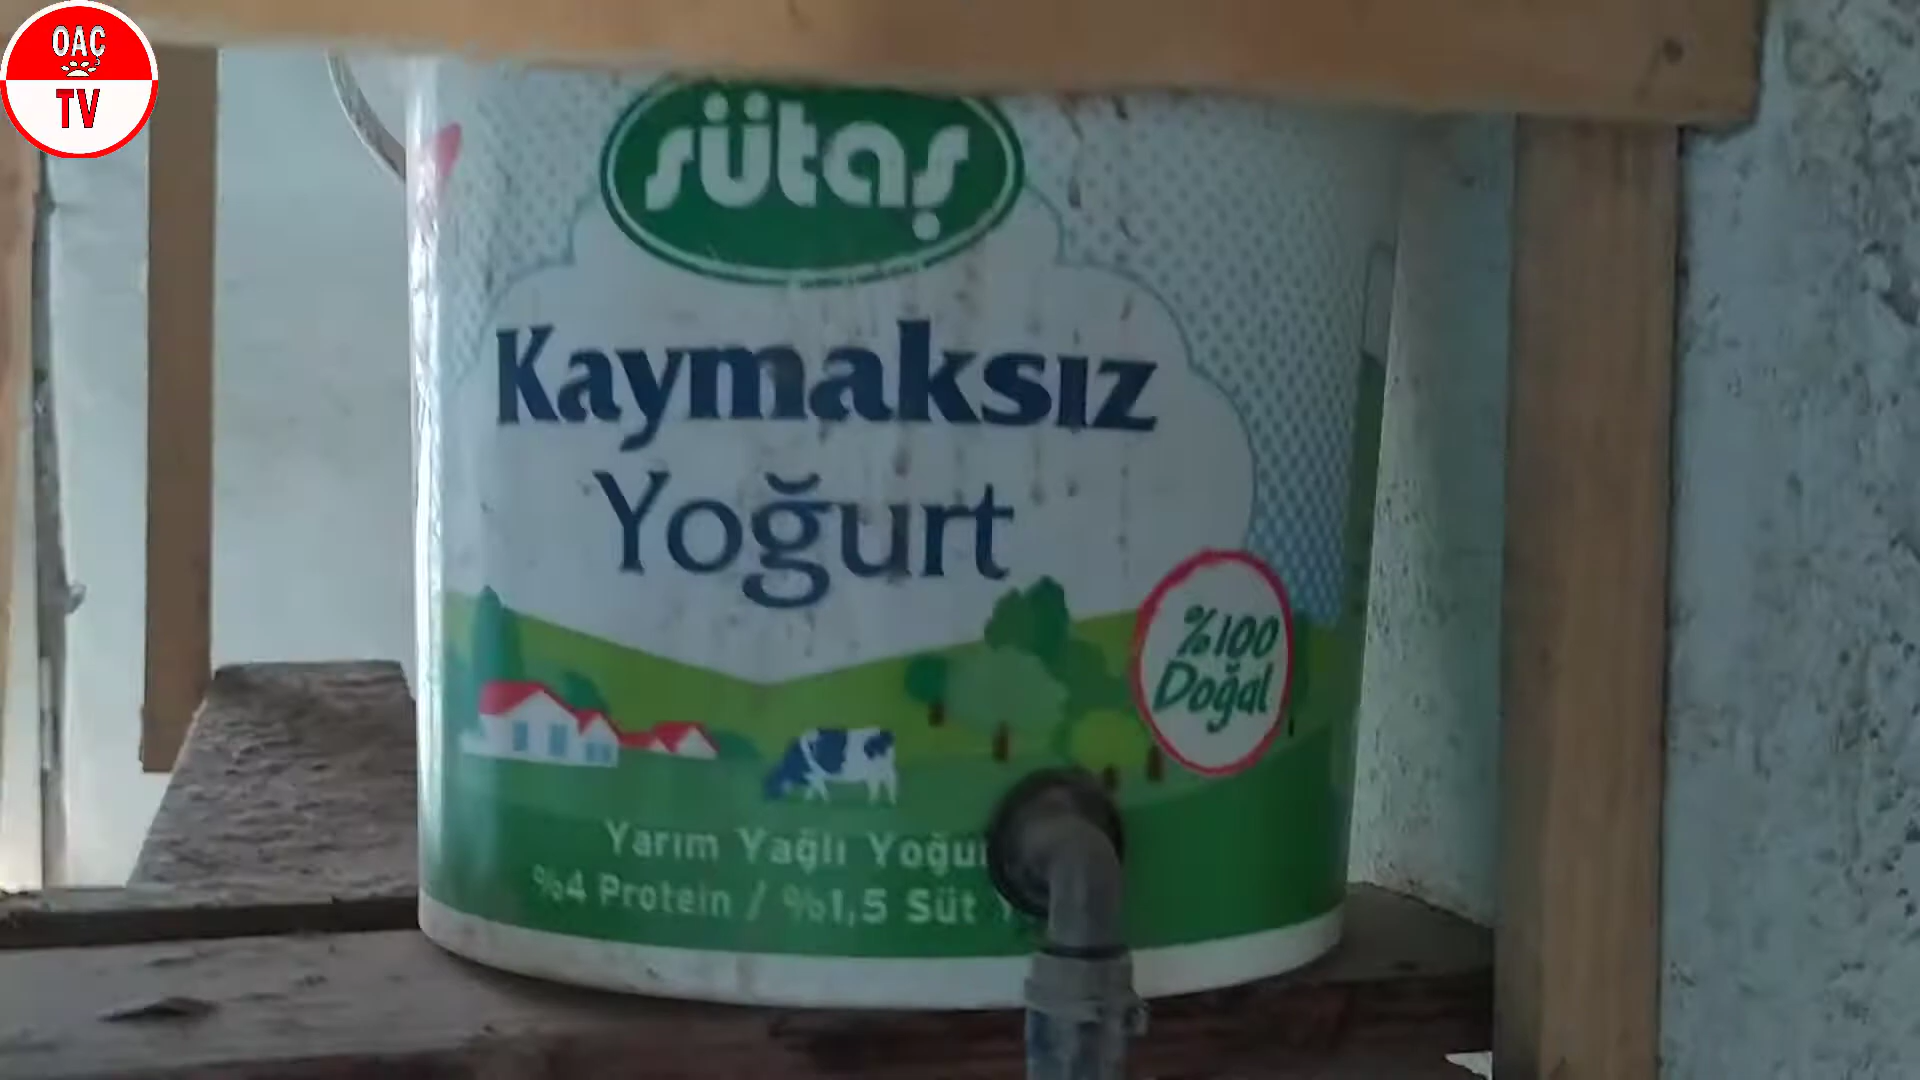 OAÇ
TV
sütaş
Kaymaksız
Yoğurt
%100
Doğal
Yarım Yağlı
%4 Protein / %1,5 Süt